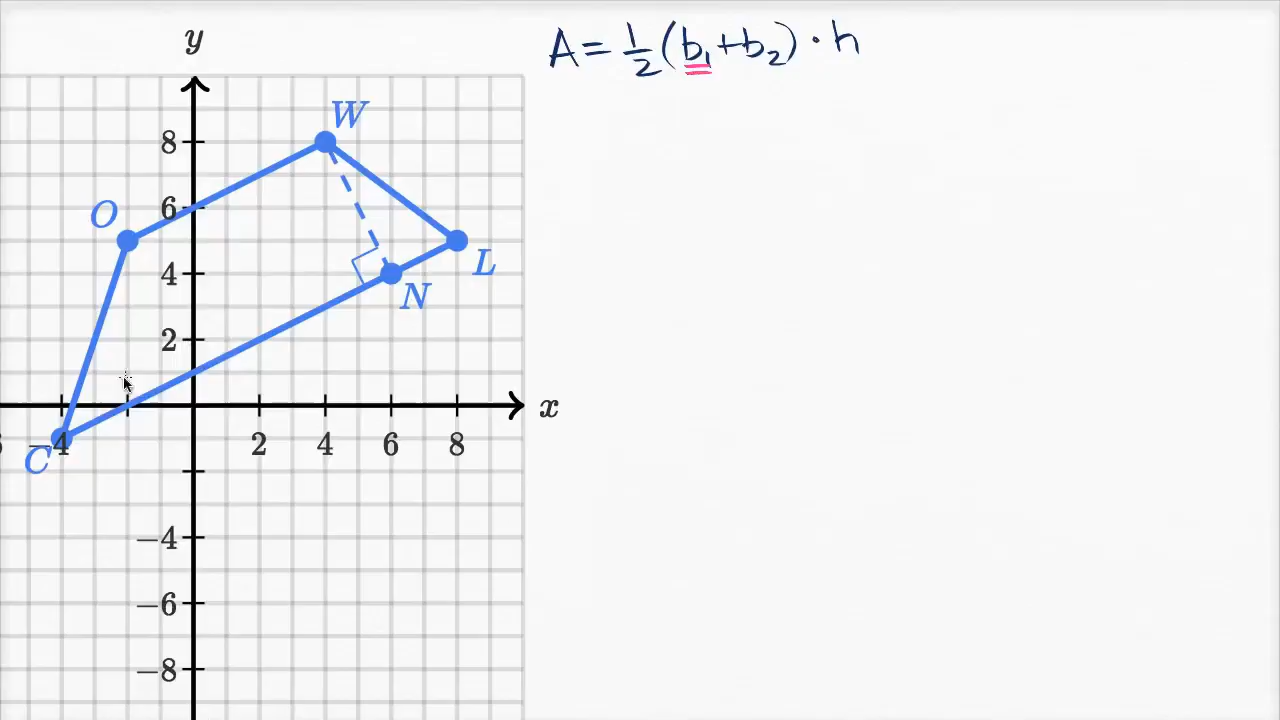 A = 1/2 (b₁ + b₂) · h
y
W
8
O
6
L
4
N
2
x
C
−4
2
4
6
8
−4
−6
−8